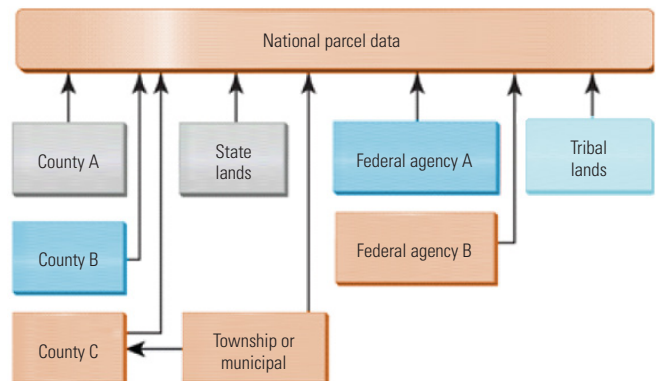 National parcel data
County A
State
lands
Federal agency A
Tribal
lands
County B
Federal agency B
County C
Township or
municipal